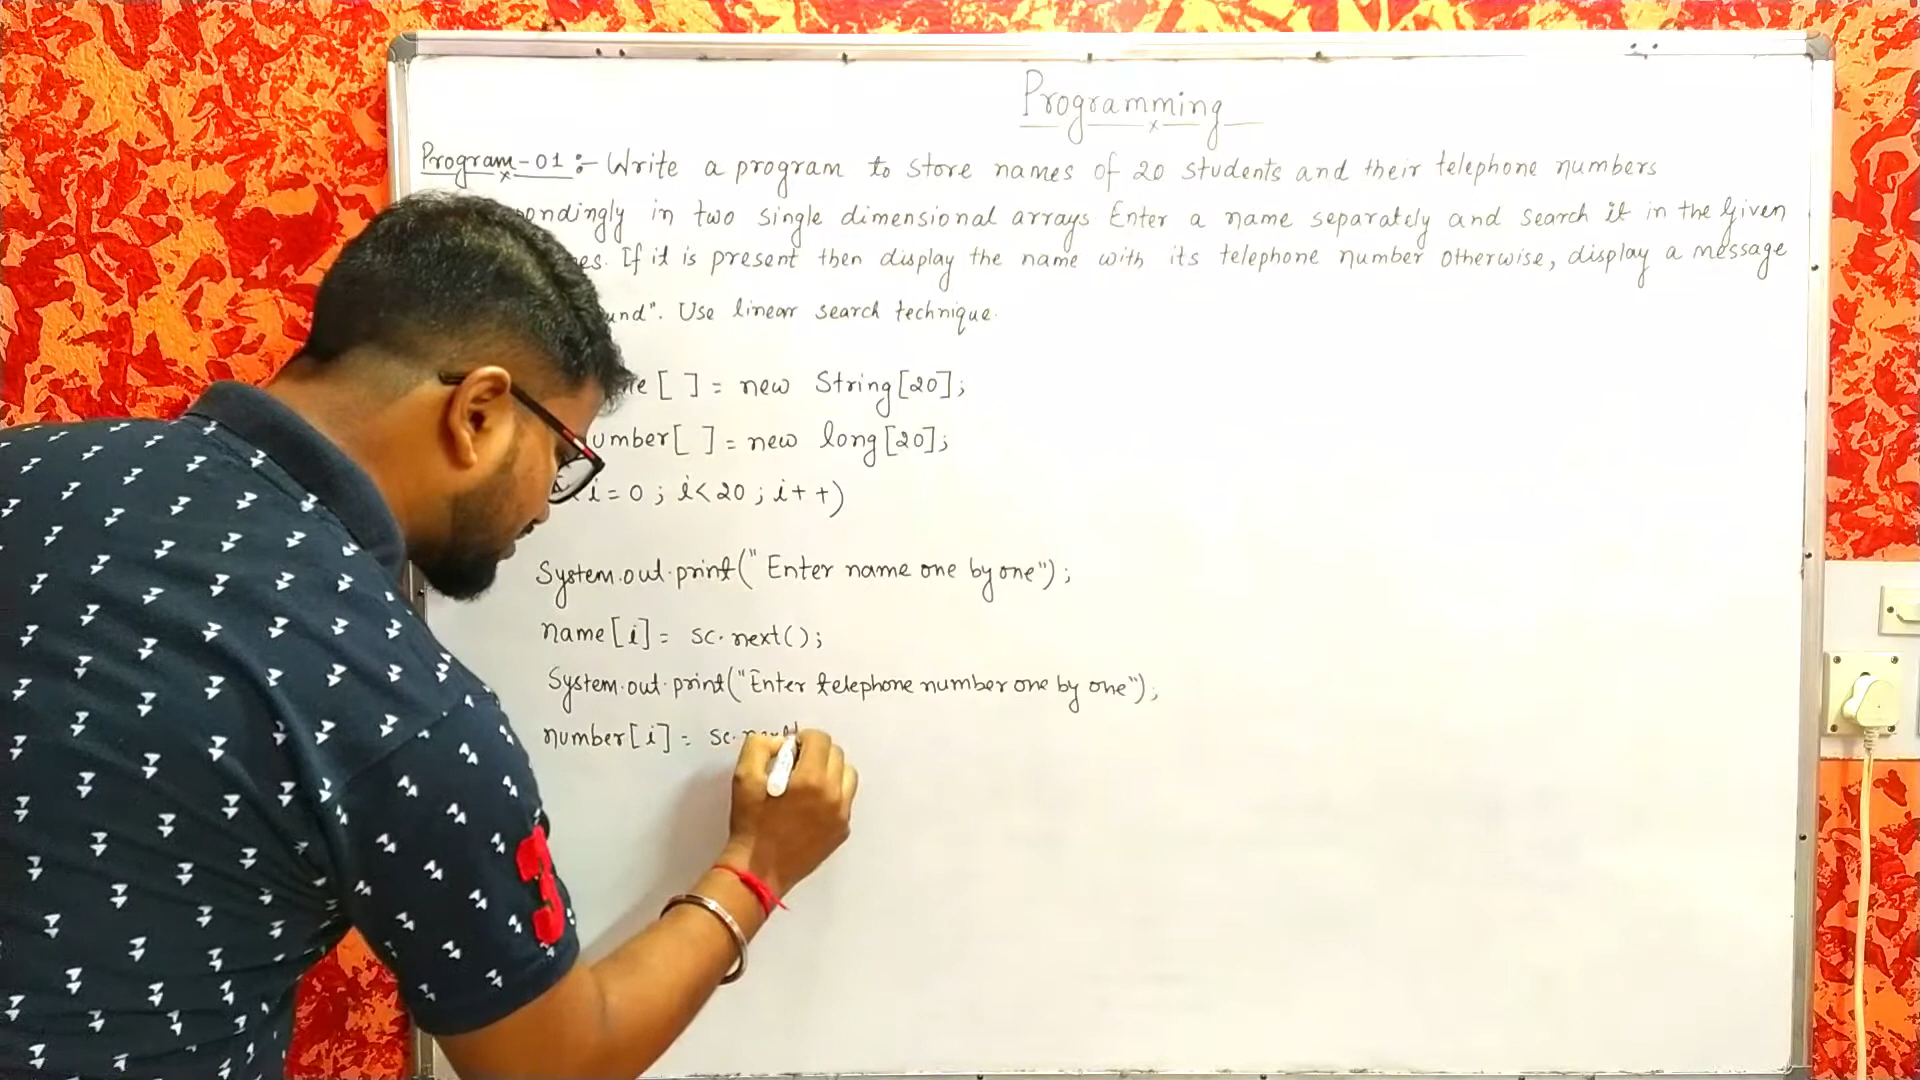 Programming
Program-01 :- Write a program to store names of 20 students and their telephone numbers
pondingly in two single dimensional arrays. Enter a name separately and search it in the given
es. If it is present then display the name with its telephone number otherwise, display a message
und". Use linear search technique.
e[ ] = new String[20];
umber[ ] = new long[20];
i=0; i<20; i++)
System.out.print("Enter name one by one");
name[i] = sc.next();
System.out.print("Enter telephone number one by one");
number[i] = sc.next